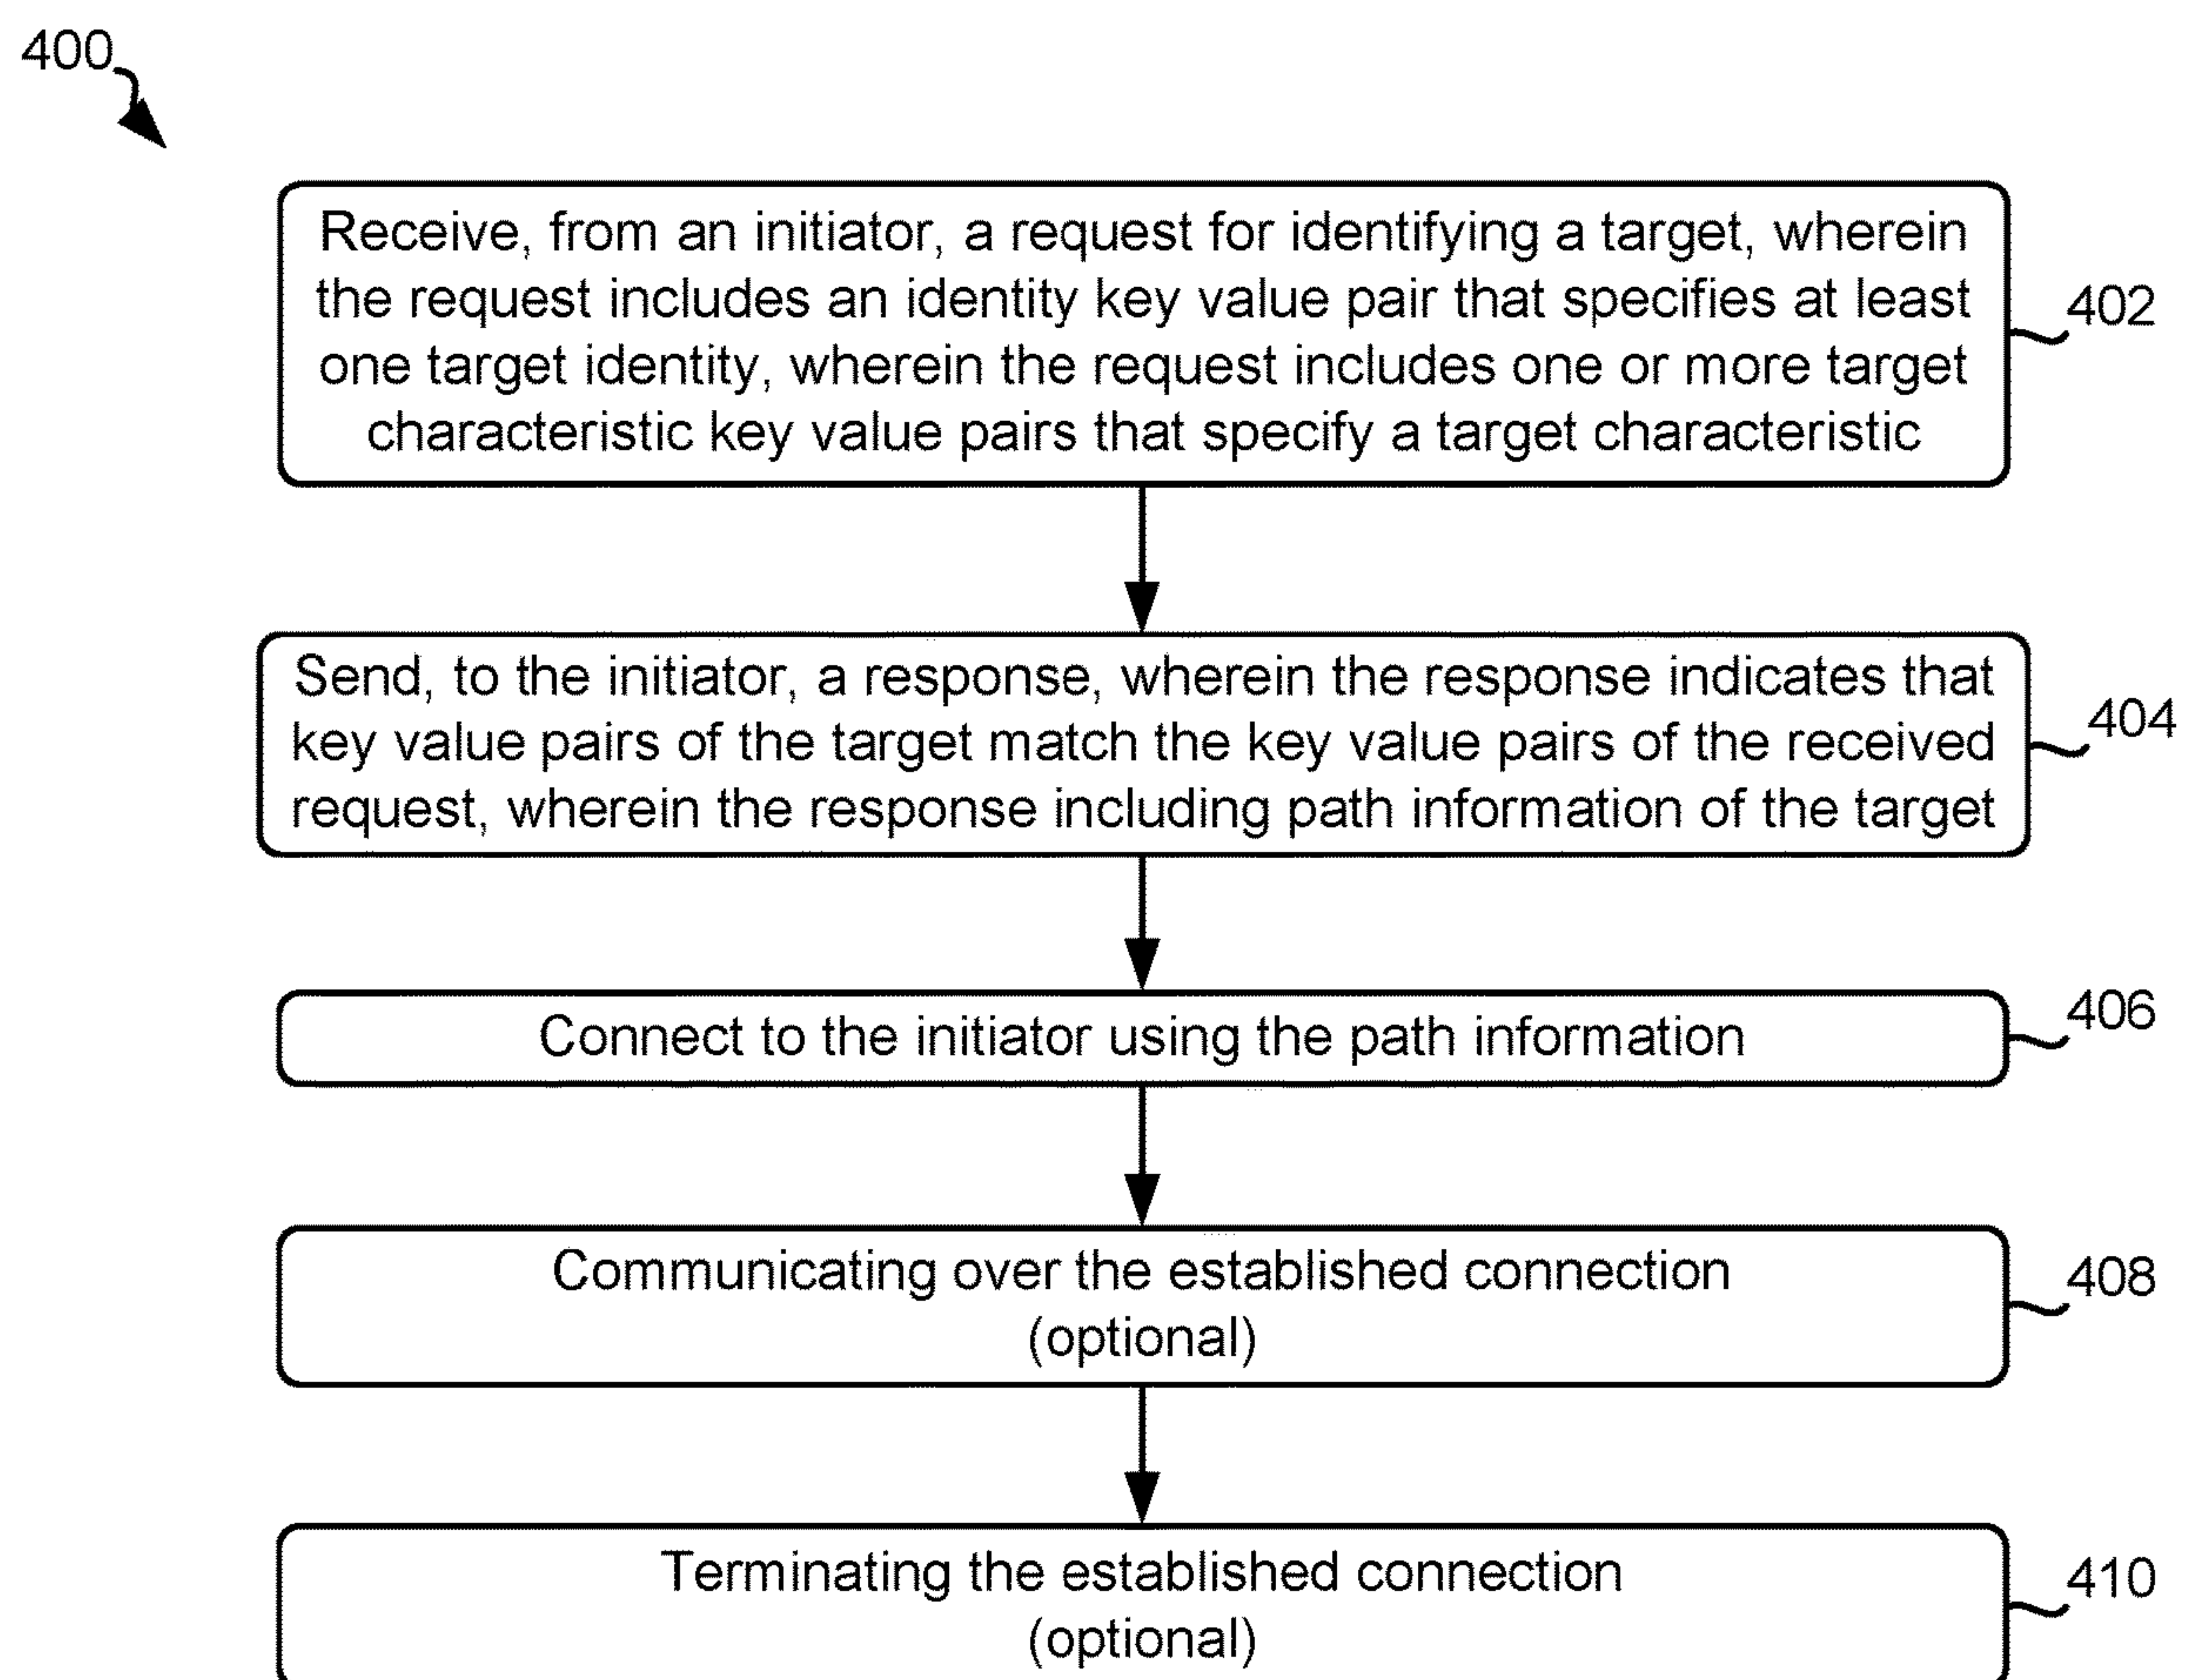 400
Receive, from an initiator, a request for identifying a target, wherein
the request includes an identity key value pair that specifies at least
one target identity, wherein the request includes one or more target
characteristic key value pairs that specify a target characteristic
402
Send, to the initiator, a response, wherein the response indicates that
key value pairs of the target match the key value pairs of the received
request, wherein the response including path information of the target
404
Connect to the initiator using the path information
406
Communicating over the established connection
(optional)
408
Terminating the established connection
(optional)
410